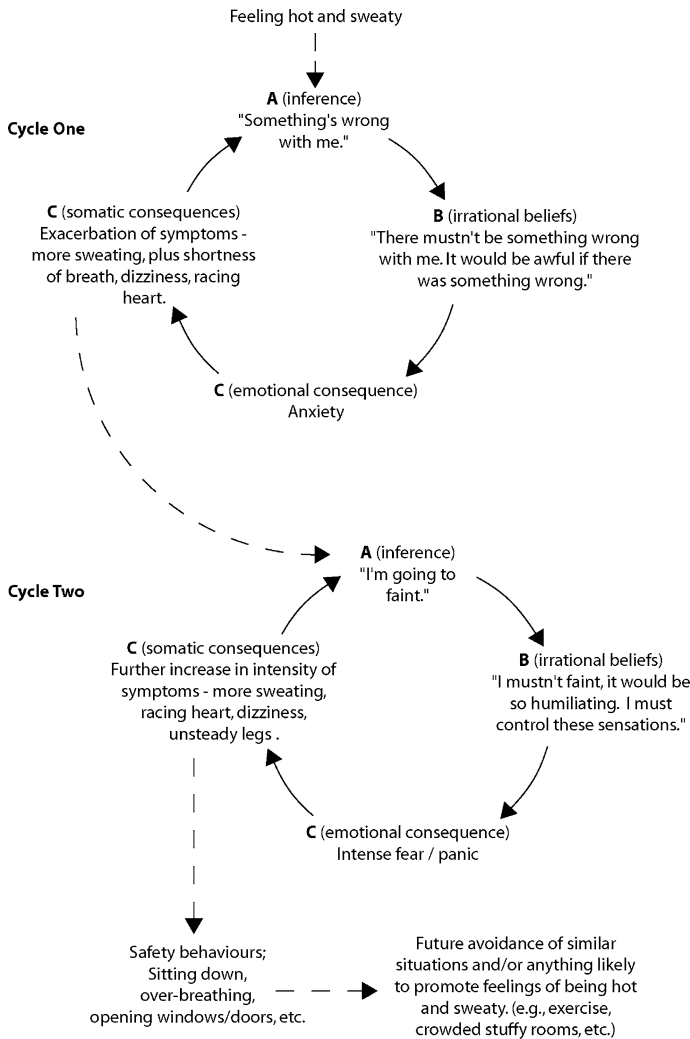 Feeling hot and sweaty
A (inference)
"Something's wrong
with me."
Cycle One
B (irrational beliefs)
"There mustn't be something wrong
with me. It would be awful if there
was something wrong."
C (emotional consequence)
Anxiety
C (somatic consequences)
Exacerbation of symptoms -
more sweating, plus shortness
of breath, dizziness, racing
heart.
A (inference)
"I'm going to
faint."
Cycle Two
B (irrational beliefs)
"I mustn't faint, it would be
so humiliating. I must
control these sensations."
C (emotional consequence)
Intense fear / panic
C (somatic consequences)
Further increase in intensity of
symptoms - more sweating,
racing heart, dizziness,
unsteady legs .
Safety behaviours;
Sitting down,
over-breathing,
opening windows/doors, etc.
Future avoidance of similar
situations and/or anything likely
to promote feelings of being hot
and sweaty. (e.g., exercise,
crowded stuffy rooms, etc.)